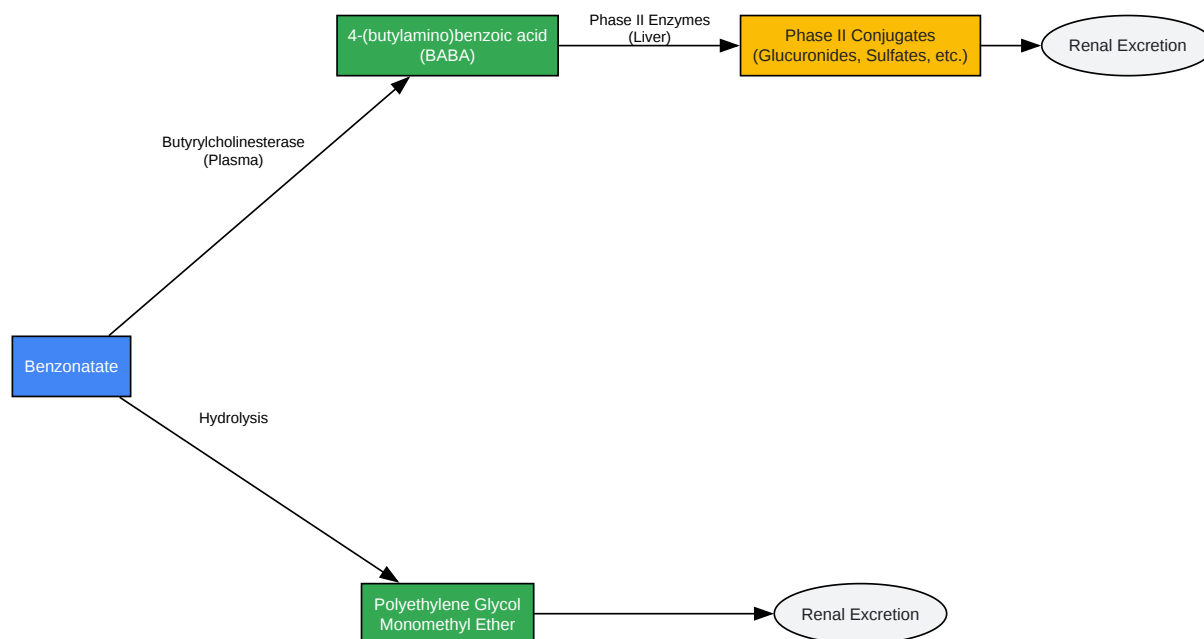 4-(butylamino)benzoic acid
(BABA)
Phase II Enzymes
(Liver)
Phase II Conjugates
(Glucuronides, Sulfates, etc.)
Renal Excretion
Butyrylcholinesterase
(Plasma)
Benzonatate
Hydrolysis
Polyethylene Glycol
Monomethyl Ether
Renal Excretion